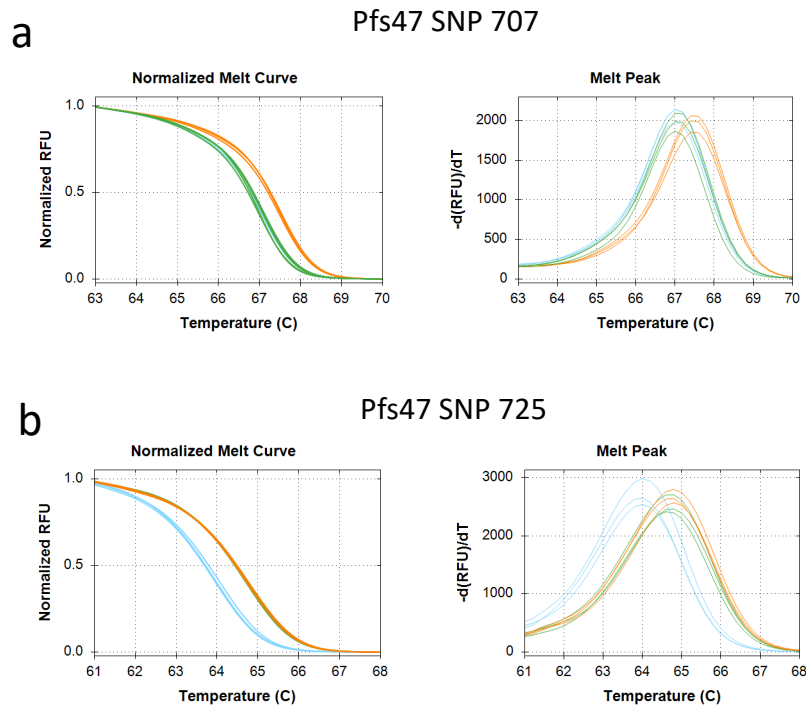 a
Pfs47 SNP 707
Normalized Melt Curve
Normalized RFU
1.0
0.5
0.0
63 64 65 66 67 68 69 70
Temperature (C)
Melt Peak
-d(RFU)/dT
2000
1500
1000
500
0
63 64 65 66 67 68 69 70
Temperature (C)
b
Pfs47 SNP 725
Normalized Melt Curve
Normalized RFU
1.0
0.5
0.0
61 62 63 64 65 66 67 68
Temperature (C)
Melt Peak
-d(RFU)/dT
3000
2000
1000
0
61 62 63 64 65 66 67 68
Temperature (C)